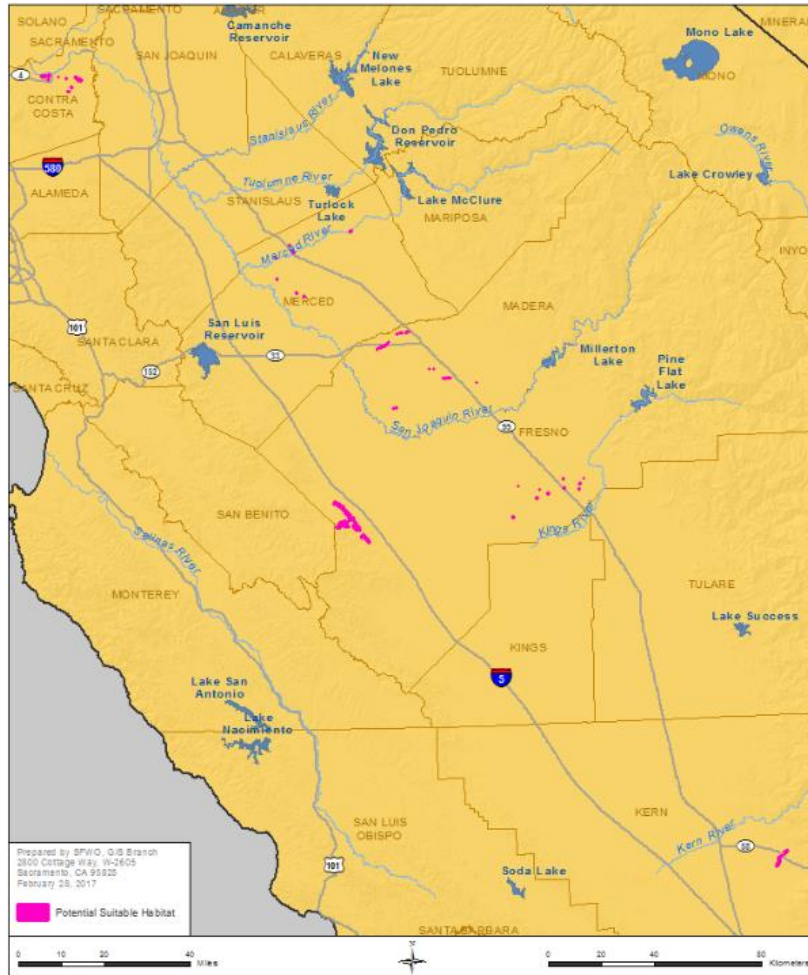 SOLANO
SACRAMENTO
Camanche
Reservoir
SACRAMENTO
SAN JOAQUIN
CALAVERAS
New
Melones
Lake
TUOLUMNE
Mono Lake
MONO
MINERAL
4
CONTRA
COSTA
Stanislaus River
Don Pedro
Reservoir
Owens River
580
ALAMEDA
Tuolumne River
STANISLAUS
Turlock
Lake
Lake McClure
Lake Crowley
MARIPOSA
Merced River
INYO
MERCED
MADERA
101
SANTA CLARA
San Luis
Reservoir
152
33
Millerton
Lake
Pine
Flat
Lake
SANTA CRUZ
San Joaquin River
99
FRESNO
SAN BENITO
Kings River
Salinas River
MONTEREY
TULARE
Lake Success
KINGS
5
Lake San
Antonio
Lake
Nacimiento
SAN LUIS
OBISPO
KERN
Kern River
58
101
Soda Lake
SANTA BARBARA
Prepared by SFWO, GIS Branch
2800 Cottage Way, W-2605
Sacramento, CA 95825
February 28, 2017
Potential Suitable Habitat
0 10 20 40 Miles
N
0 20 40 80 Kilometers